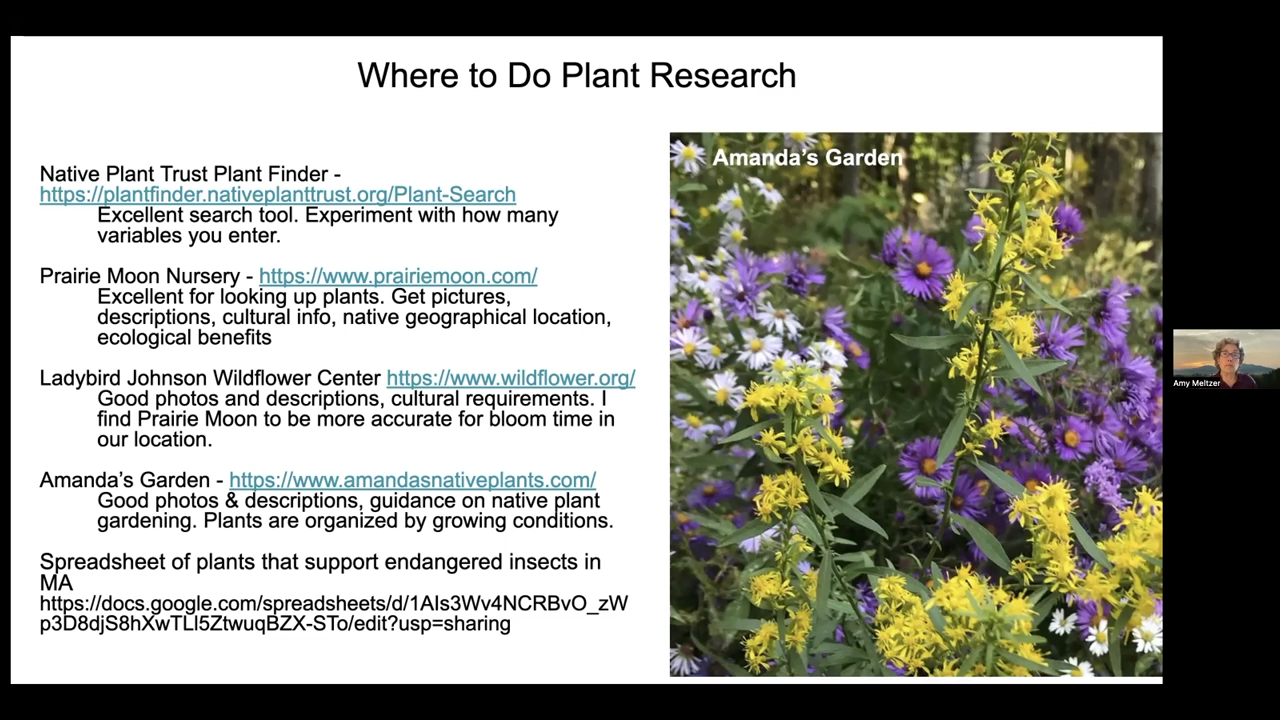 Where to Do Plant Research
Native Plant Trust Plant Finder -
https://plantfinder.nativeplanttrust.org/Plant-Search
Excellent search tool. Experiment with how many
variables you enter.
Prairie Moon Nursery - https://www.prairiemoon.com/
Excellent for looking up plants. Get pictures,
descriptions, cultural info, native geographical location,
ecological benefits
Ladybird Johnson Wildflower Center https://www.wildflower.org/
Good photos and descriptions, cultural requirements. I
find Prairie Moon to be more accurate for bloom time in
our location.
Amanda's Garden - https://www.amandasnativeplants.com/
Good photos & descriptions, guidance on native plant
gardening. Plants are organized by growing conditions.
Spreadsheet of plants that support endangered insects in
MA
https://docs.google.com/spreadsheets/d/1AIs3Wv4NCRBvO_zW
p3D8djS8hXwTLl5ZtwuqBZX-STo/edit?usp=sharing
Amanda's Garden
Amy Meltzer